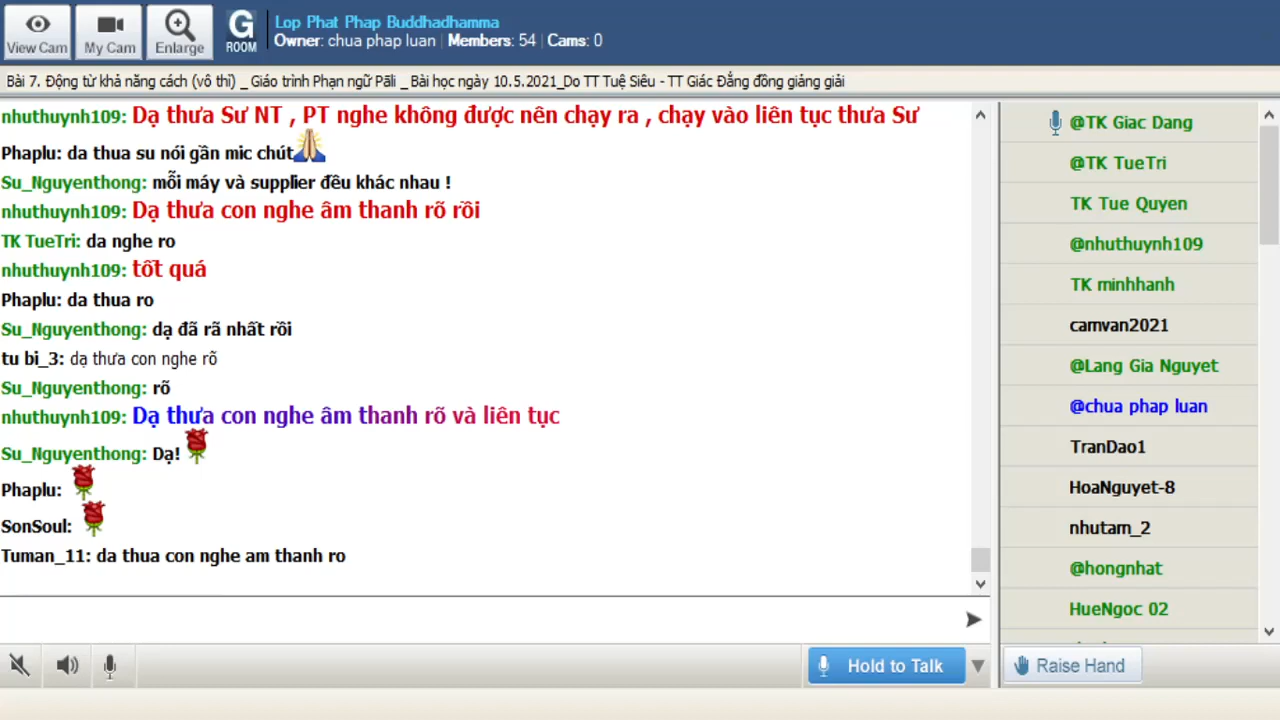 View Cam
My Cam
Enlarge
G
ROOM
Lop Phat Phap Buddhadhamma
Owner: chua phap luan | Members: 54 | Cams: 0
Bài 7. Động từ khả năng cách (vô thì) _ Giáo trình Phạn ngữ Pāli _ Bài học ngày 10.5.2021_Do TT Tuệ Siêu - TT Giác Đẳng đồng giảng giải
nhuthuynh109: Dạ thưa Sư NT , PT nghe không được nên chạy ra , chạy vào liên tục thưa Sư
Phaplu: da thua su nói gần mic chút
Su_Nguyenthong: mỗi máy và supplier đều khác nhau !
nhuthuynh109: Dạ thưa con nghe âm thanh rõ rồi
TK TueTri: da nghe ro
nhuthuynh109: tốt quá
Phaplu: da thua ro
Su_Nguyenthong: dạ đã rã nhất rồi
tu bi_3: dạ thưa con nghe rõ
Su_Nguyenthong: rõ
nhuthuynh109: Dạ thưa con nghe âm thanh rõ và liên tục
Su_Nguyenthong: Dạ!
Phaplu:
SonSoul:
Tuman_11: da thua con nghe am thanh ro
@TK Giac Dang
@TK TueTri
TK Tue Quyen
@nhuthuynh109
TK minhhanh
camvan2021
@Lang Gia Nguyet
@chua phap luan
TranDao1
HoaNguyet-8
nhutam_2
@hongnhat
HueNgoc 02
Hold to Talk
Raise Hand